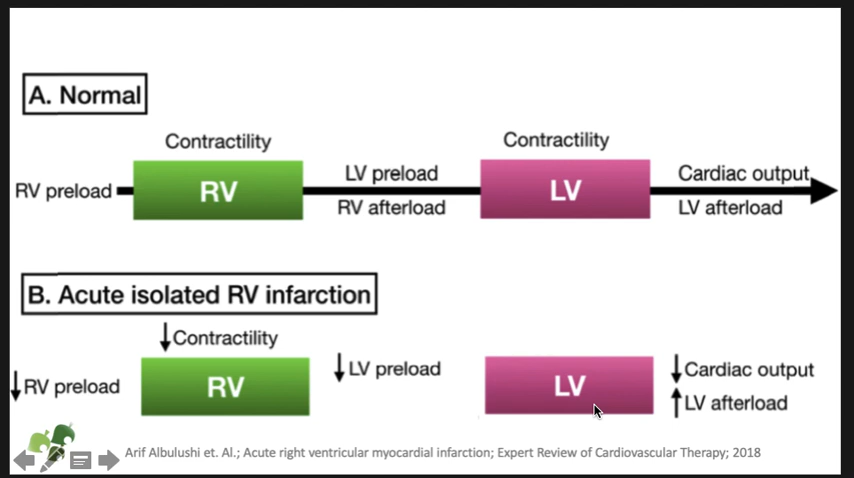 A. Normal
Contractility
Contractility
RV preload
RV
LV preload
RV afterload
LV
Cardiac output
LV afterload
B. Acute isolated RV infarction
↓Contractility
↓RV preload
RV
↓LV preload
LV
↓Cardiac output
↑LV afterload
Arif Albulushi et. Al.; Acute right ventricular myocardial infarction; Expert Review of Cardiovascular Therapy; 2018